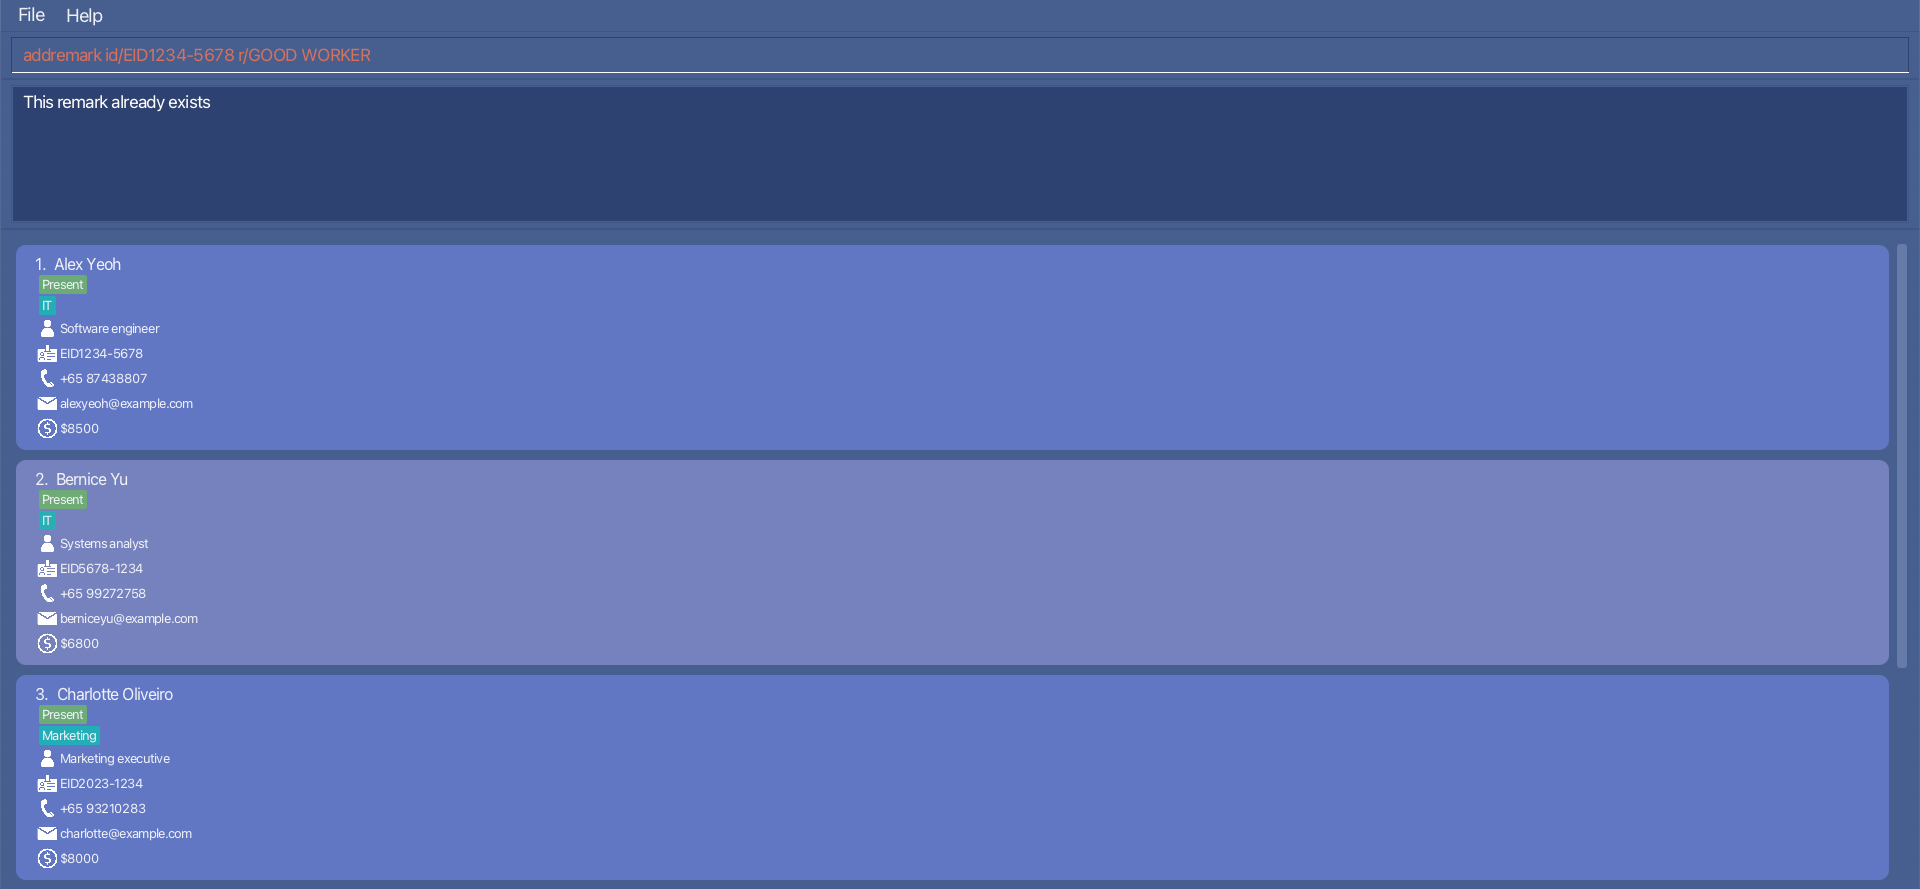 File Help
addremark id/EID1234-5678 r/GOOD WORKER
This remark already exists
1. Alex Yeoh
Present
IT
Software engineer
EID1234-5678
+65 87438807
alexyeoh@example.com
$8500
2. Bernice Yu
Present
IT
Systems analyst
EID5678-1234
+65 99272758
berniceyu@example.com
$6800
3. Charlotte Oliveiro
Present
Marketing
Marketing executive
EID2023-1234
+65 93210283
charlotte@example.com
$8000